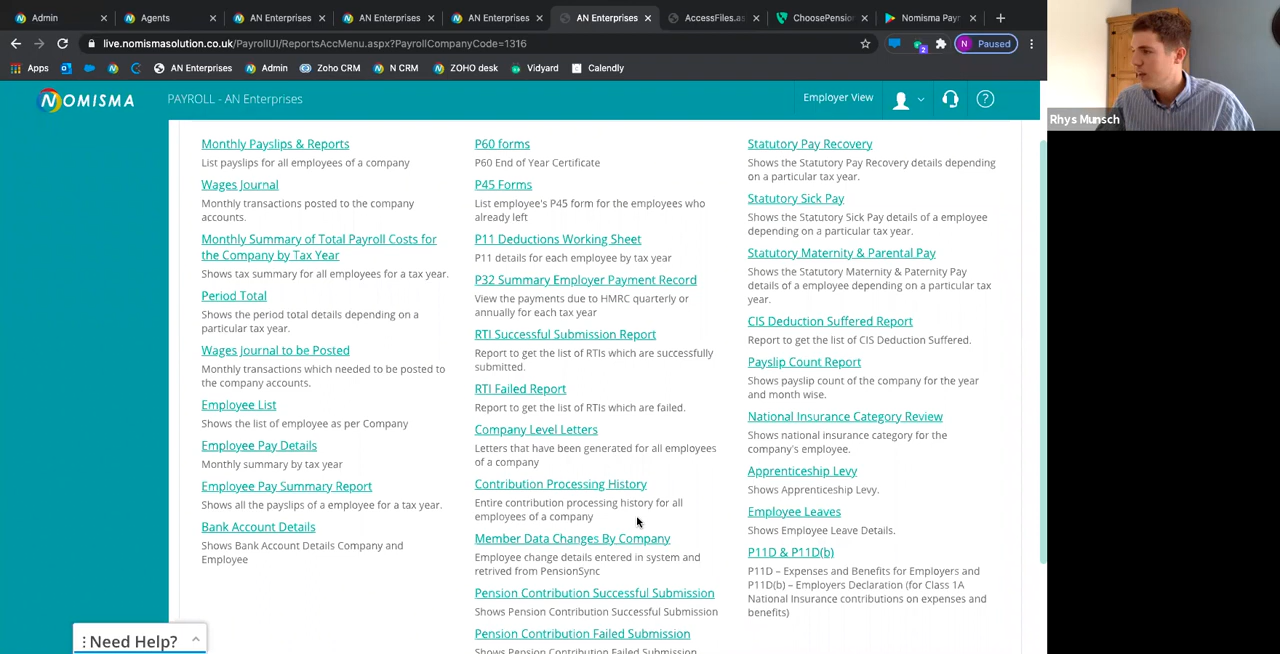 Admin
Agents
AN Enterprises
AN Enterprises
AN Enterprises
AN Enterprises
AccessFiles.as
ChoosePension
Nomisma Payr
live.nomismasolution.co.uk/PayrollUI/ReportsAccMenu.aspx?PayrollCompanyCode=1316
2
N Paused
Apps
AN Enterprises
Admin
Zoho CRM
N CRM
ZOHO desk
Vidyard
Calendly
NOMISMA
PAYROLL - AN Enterprises
Employer View
Rhys Munsch
Monthly Payslips & Reports
List payslips for all employees of a company
Wages Journal
Monthly transactions posted to the company
accounts.
Monthly Summary of Total Payroll Costs for
the Company by Tax Year
Shows tax summary for all employees for a tax year.
Period Total
Shows the period total details depending on a
particular tax year.
Wages Journal to be Posted
Monthly transactions which needed to be posted to
the company accounts.
Employee List
Shows the list of employee as per Company
Employee Pay Details
Monthly summary by tax year
Employee Pay Summary Report
Shows all the payslips of a employee for a tax year.
Bank Account Details
Shows Bank Account Details Company and
Employee
P60 forms
P60 End of Year Certificate
P45 Forms
List employee's P45 form for the employees who
already left
P11 Deductions Working Sheet
P11 details for each employee by tax year
P32 Summary Employer Payment Record
View the payments due to HMRC quarterly or
annually for each tax year
RTI Successful Submission Report
Report to get the list of RTIs which are successfully
submitted.
RTI Failed Report
Report to get the list of RTIs which are failed.
Company Level Letters
Letters that have been generated for all employees
of a company
Contribution Processing History
Entire contribution processing history for all
employees of a company
Member Data Changes By Company
Employee change details entered in system and
retrived from PensionSync
Pension Contribution Successful Submission
Shows Pension Contribution Successful Submission
Pension Contribution Failed Submission
Shows Pension Contribution Failed Submission
Statutory Pay Recovery
Shows the Statutory Pay Recovery details depending
on a particular tax year.
Statutory Sick Pay
Shows the Statutory Sick Pay details of a employee
depending on a particular tax year.
Statutory Maternity & Parental Pay
Shows the Statutory Maternity & Paternity Pay
details of a employee depending on a particular tax
year.
CIS Deduction Suffered Report
Report to get the list of CIS Deduction Suffered.
Payslip Count Report
Shows payslip count of the company for the year
and month wise.
National Insurance Category Review
Shows national insurance category for the
company's employee.
Apprenticeship Levy
Shows Apprenticeship Levy.
Employee Leaves
Shows Employee Leave Details.
P11D & P11D(b)
P11D – Expenses and Benefits for Employers and
P11D(b) – Employers Declaration (for Class 1A
National Insurance contributions on expenses and
benefits)
Need Help?